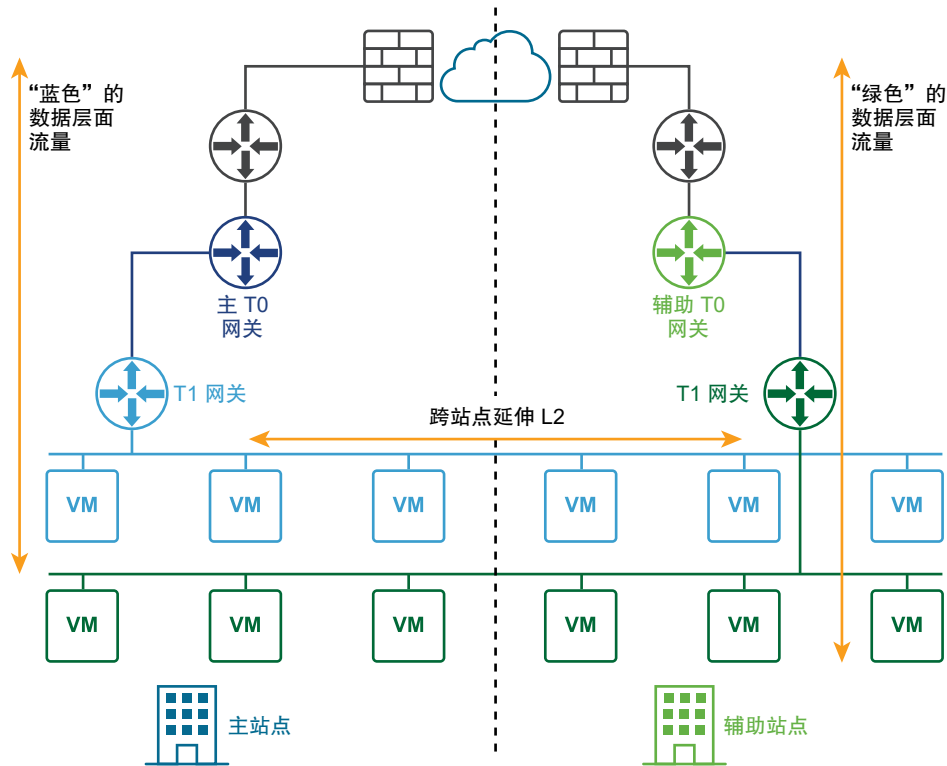 “蓝色”的
数据层面
流量
“绿色”的
数据层面
流量
主 T0
网关
辅助 T0
网关
T1 网关
T1 网关
跨站点延伸 L2
VM
VM
VM
VM
VM
VM
VM
VM
VM
VM
VM
VM
主站点
辅助站点